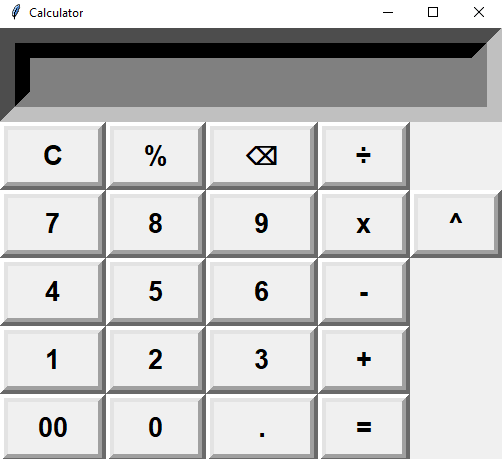 Calculator
C % ⌫ ÷
7 8 9 x ^
4 5 6 -
1 2 3 +
00 0 . =